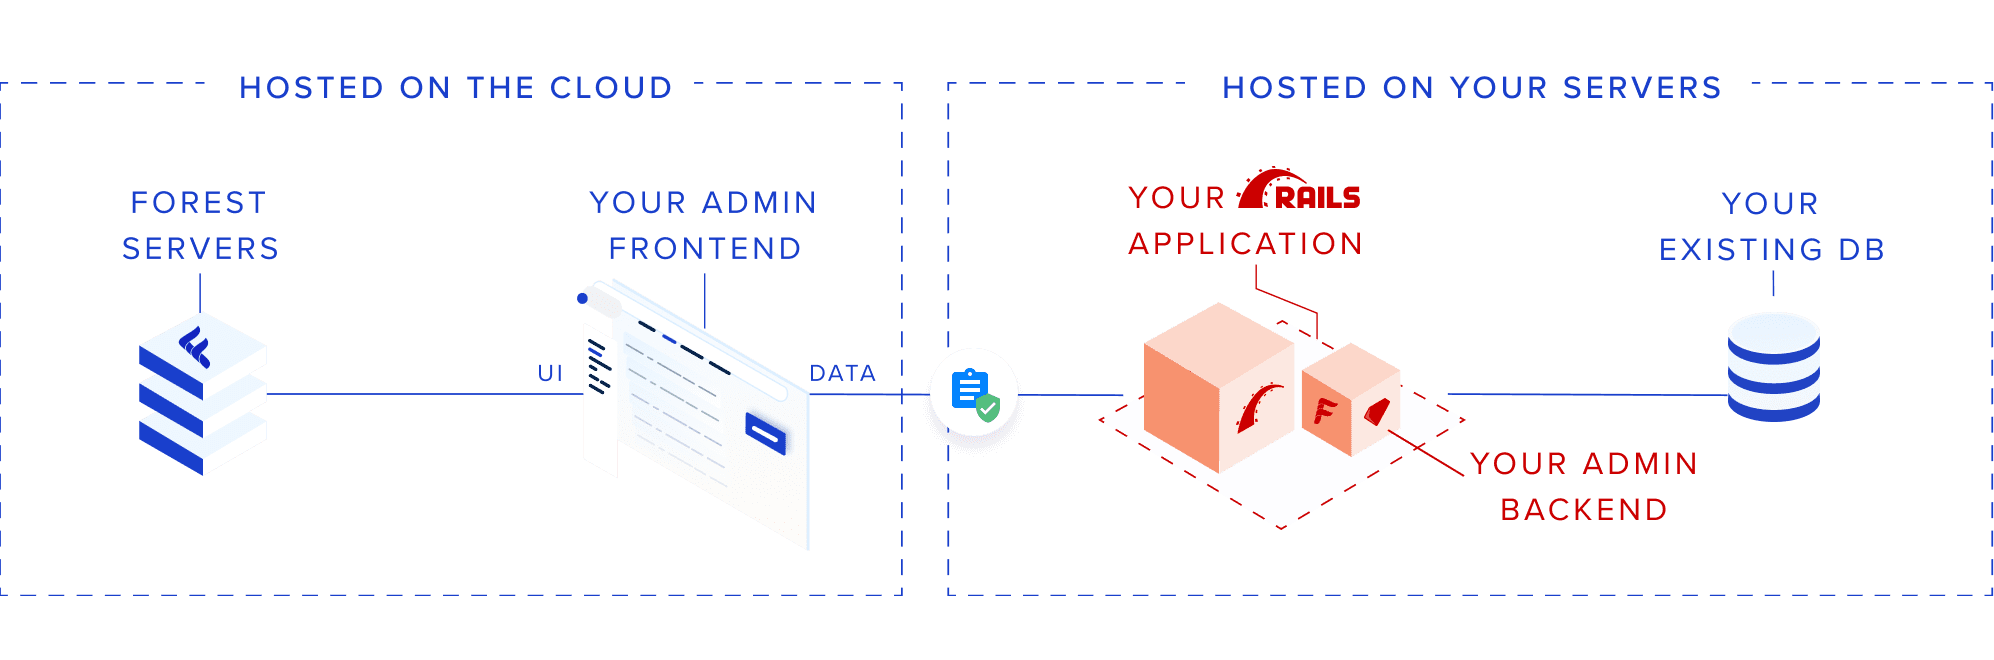 HOSTED ON THE CLOUD
HOSTED ON YOUR SERVERS
FOREST
SERVERS
YOUR ADMIN
FRONTEND
YOUR RAILS
APPLICATION
YOUR
EXISTING DB
UI
DATA
F
YOUR ADMIN
BACKEND